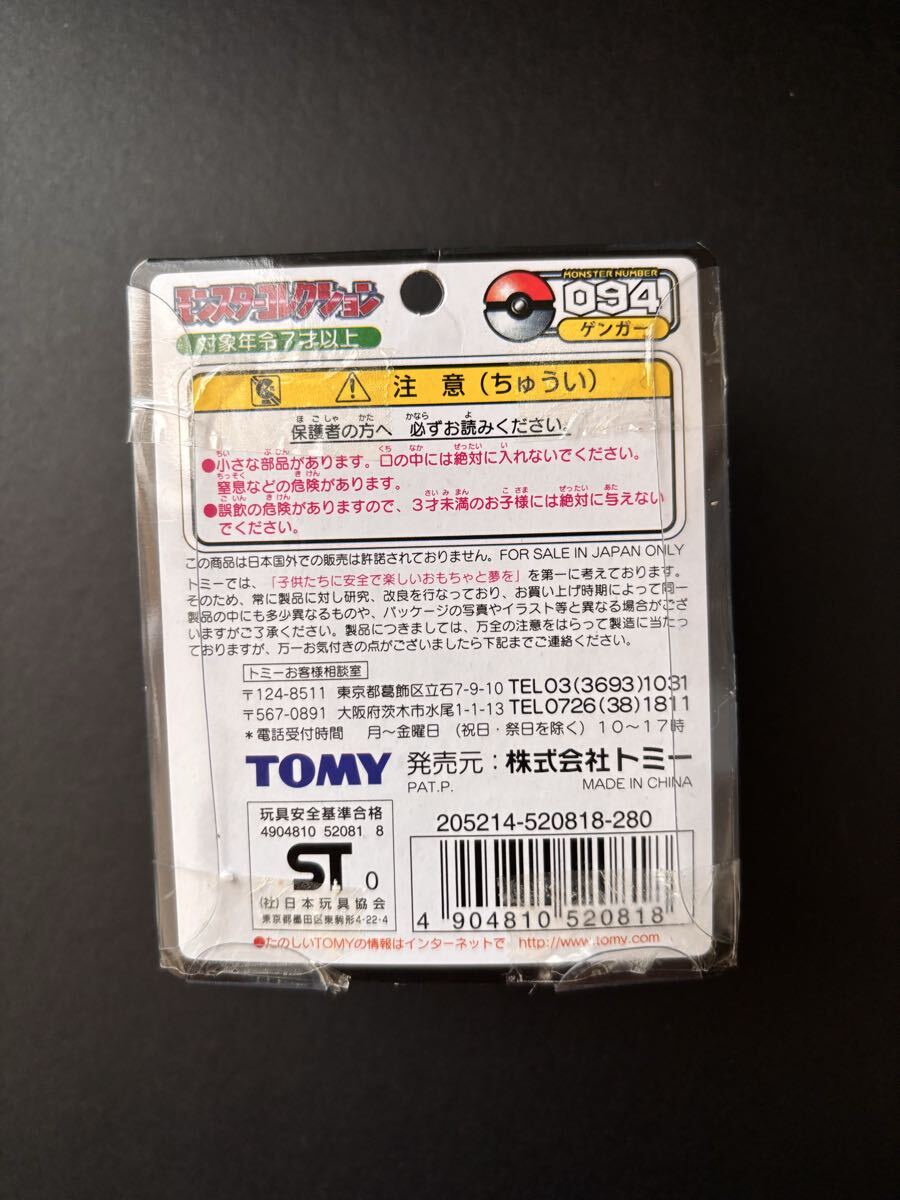 モンスターコレクション
対象年令7才以上
MONSTER NUMBER
094
ゲンガー
注意(ちゅうい)
保護者の方へ 必ずお読みください。
●小さな部品があります。口の中には絶対に入れないでください。
窒息などの危険があります。
●誤飲の危険がありますので、3才未満のお子様には絶対に与えない
でください。
この商品は日本国外での販売は許諾されておりません。FOR SALE IN JAPAN ONLY
トミーでは、「子供たちに安全で楽しいおもちゃと夢を」を第一に考えております。
そのため、常に製品に対し研究、改良を行なっており、お買い上げ時期によって同一
製品の中にも多少異なるものや、パッケージの写真やイラスト等と異なる場合がござ
いますがご了承ください。製品につきましては、万全の注意をはらって製造に当たっ
ておりますが、万一お気付きの点がございましたら下記までご連絡ください。
トミーお客様相談室
〒124-8511 東京都葛飾区立石7-9-10 TEL03(3693)1031
〒567-0891 大阪府茨木市水尾1-1-13 TEL0726(38)1811
*電話受付時間 月~金曜日(祝日・祭日を除く)10~17時
TOMY 発売元:株式会社トミー
PAT.P. MADE IN CHINA
玩具安全基準合格
4904810 52081 8
ST 0
(社)日本玩具協会
東京都墨田区東駒形4-22-4
205214-520818-280
4 904810 520818
●たのしいTOMYの情報はインターネットで http://www.tomy.com